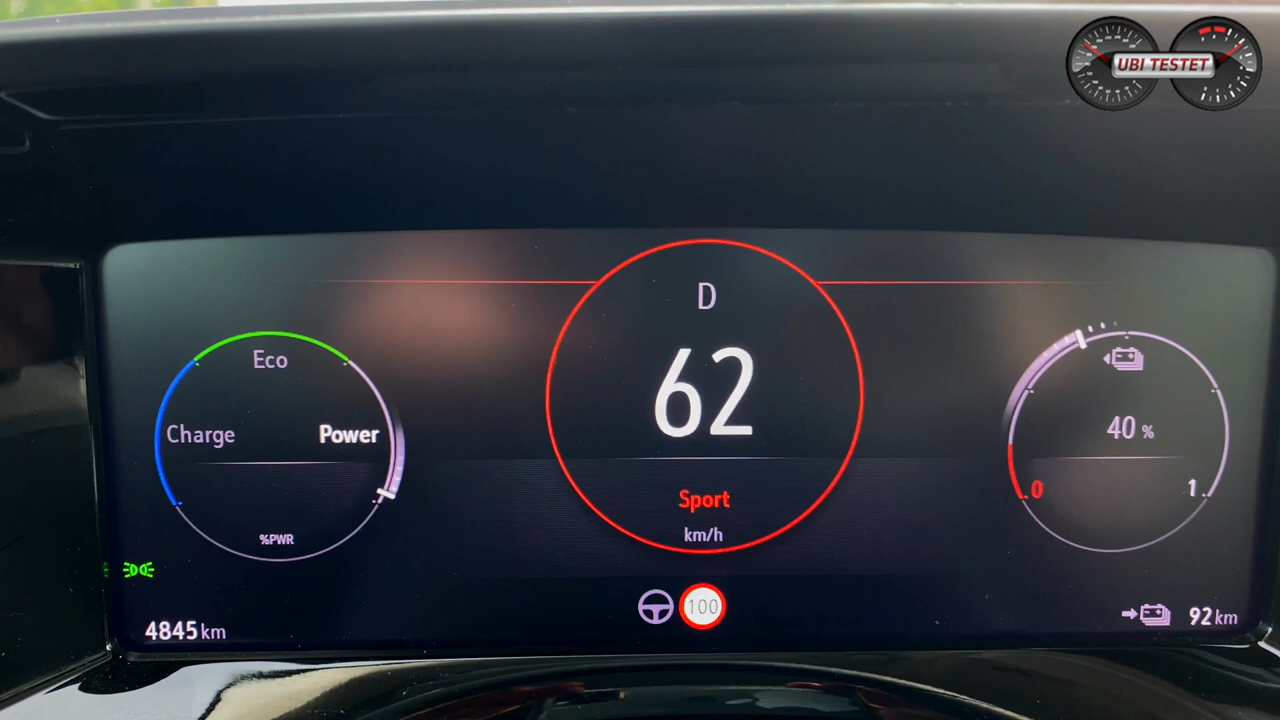 UBI TESTET
D
62
Sport
km/h
Eco
Charge
Power
%PWR
40 %
0
1
4845 km
100
92 km